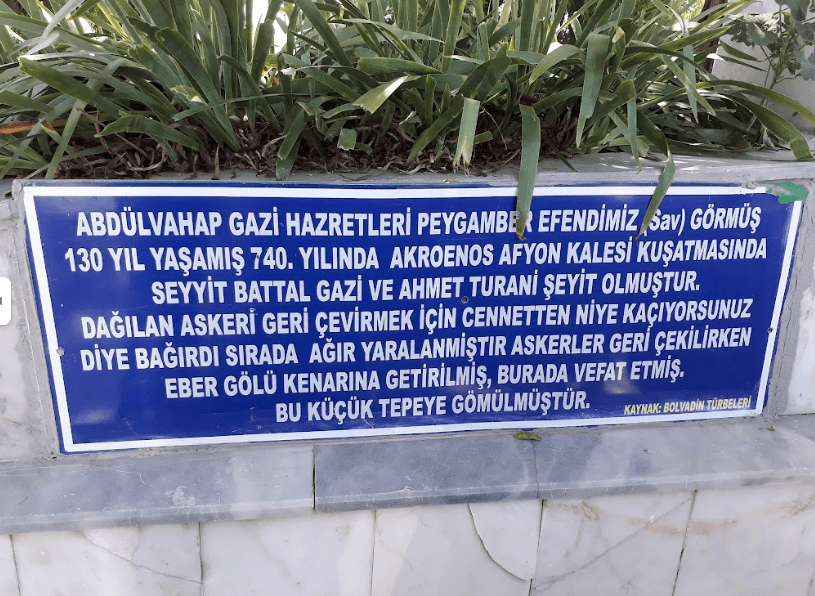 ABDÜLVAHAP GAZİ HAZRETLERİ PEYGAMBER EFENDİMİZ (Sav) GÖRMÜŞ
130 YIL YAŞAMIŞ 740. YILINDA AKROENOS AFYON KALESİ KUŞATMASINDA
SEYYİT BATTAL GAZİ VE AHMET TURANİ ŞEYİT OLMUŞTUR.
DAĞILAN ASKERİ GERİ ÇEVİRMEK İÇİN CENNETTEN NİYE KAÇIYORSUNUZ
DİYE BAĞIRDI SIRADA AĞIR YARALANMİŞTIR ASKERLER GERİ ÇEKİLİRKEN
EBER GÖLÜ KENARINA GETİRİLMİŞ, BURADA VEFAT ETMİŞ.
BU KÜÇÜK TEPEYE GÖMÜLMÜŞTÜR.
KAYNAK: BOLVADİN TÜRBELERİ